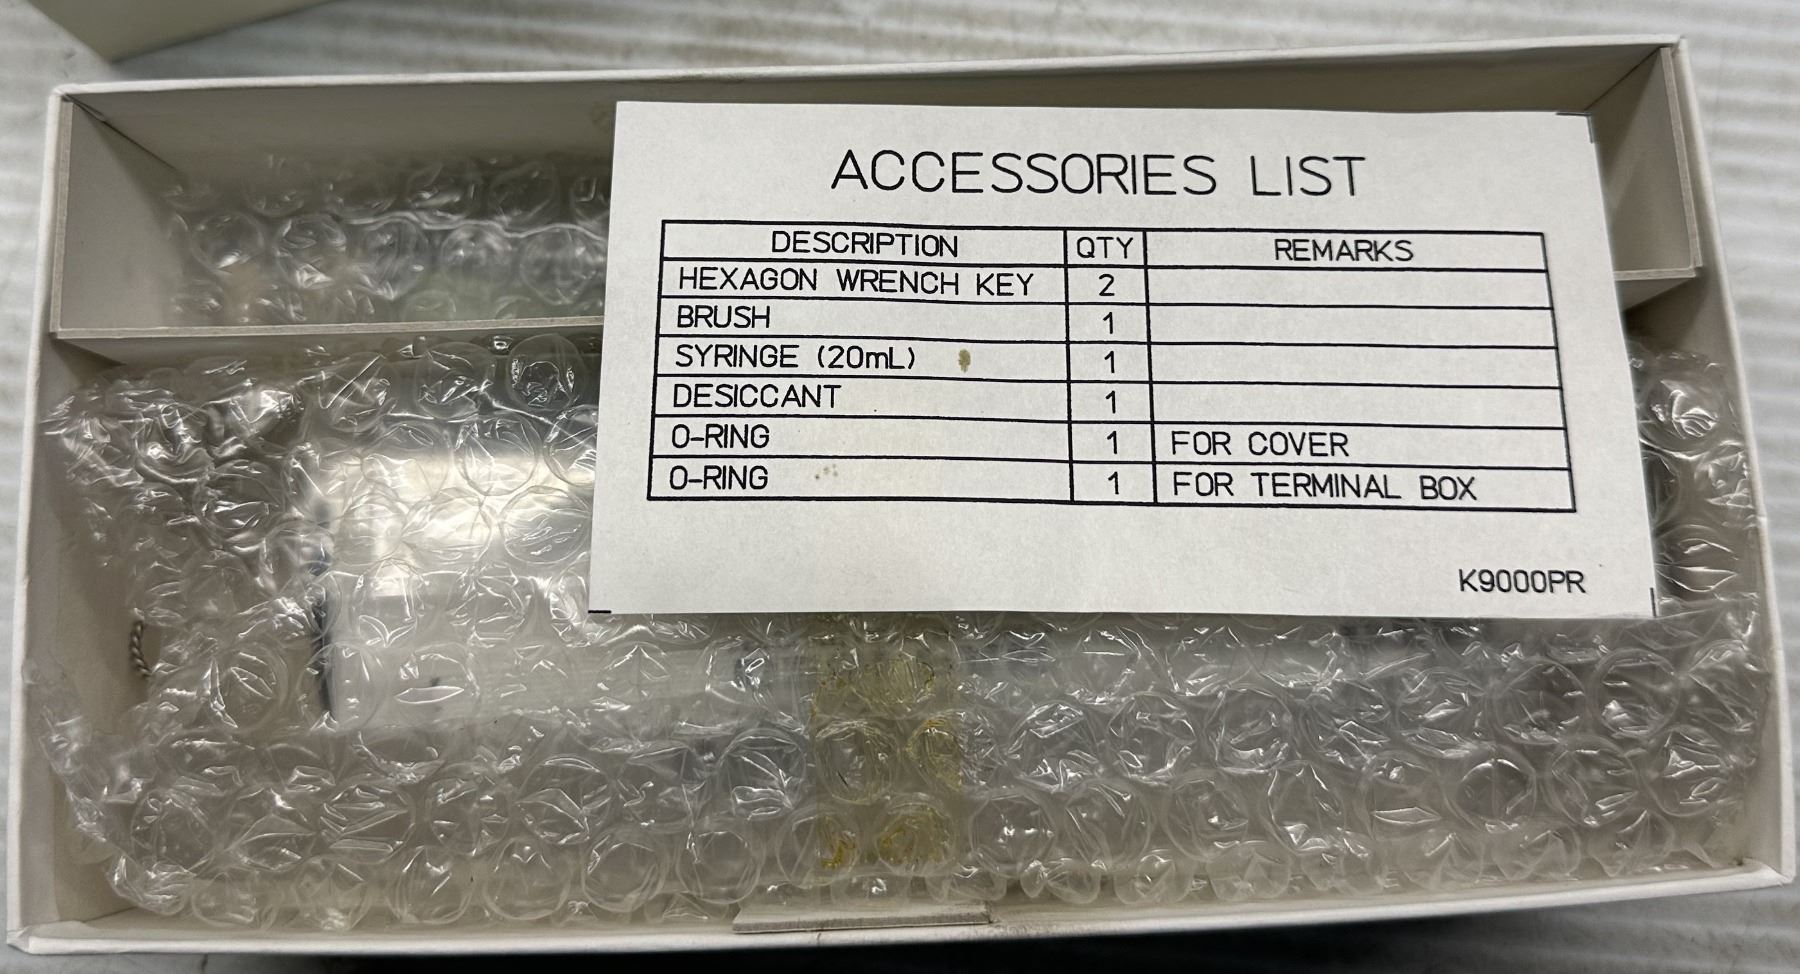 ACCESSORIES LIST
DESCRIPTION QTY REMARKS
HEXAGON WRENCH KEY 2
BRUSH 1
SYRINGE (20mL) 1
DESICCANT 1
O-RING 1 FOR COVER
O-RING 1 FOR TERMINAL BOX
K9000PR